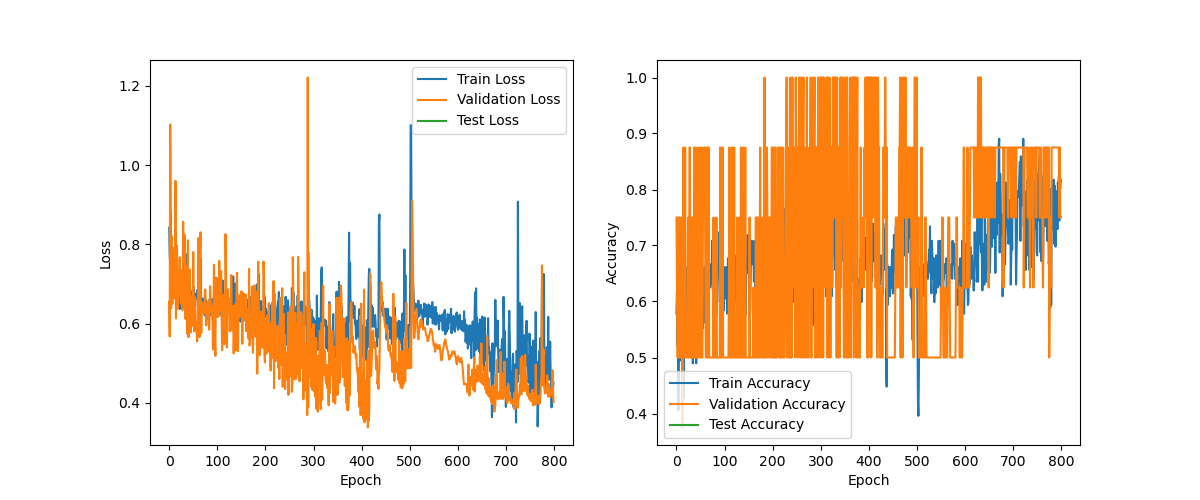 1.2
1.0
0.8
0.6
0.4
Loss
0 100 200 300 400 500 600 700 800
Epoch
Train Loss
Validation Loss
Test Loss
1.0
0.9
0.8
0.7
0.6
0.5
0.4
Accuracy
0 100 200 300 400 500 600 700 800
Epoch
Train Accuracy
Validation Accuracy
Test Accuracy